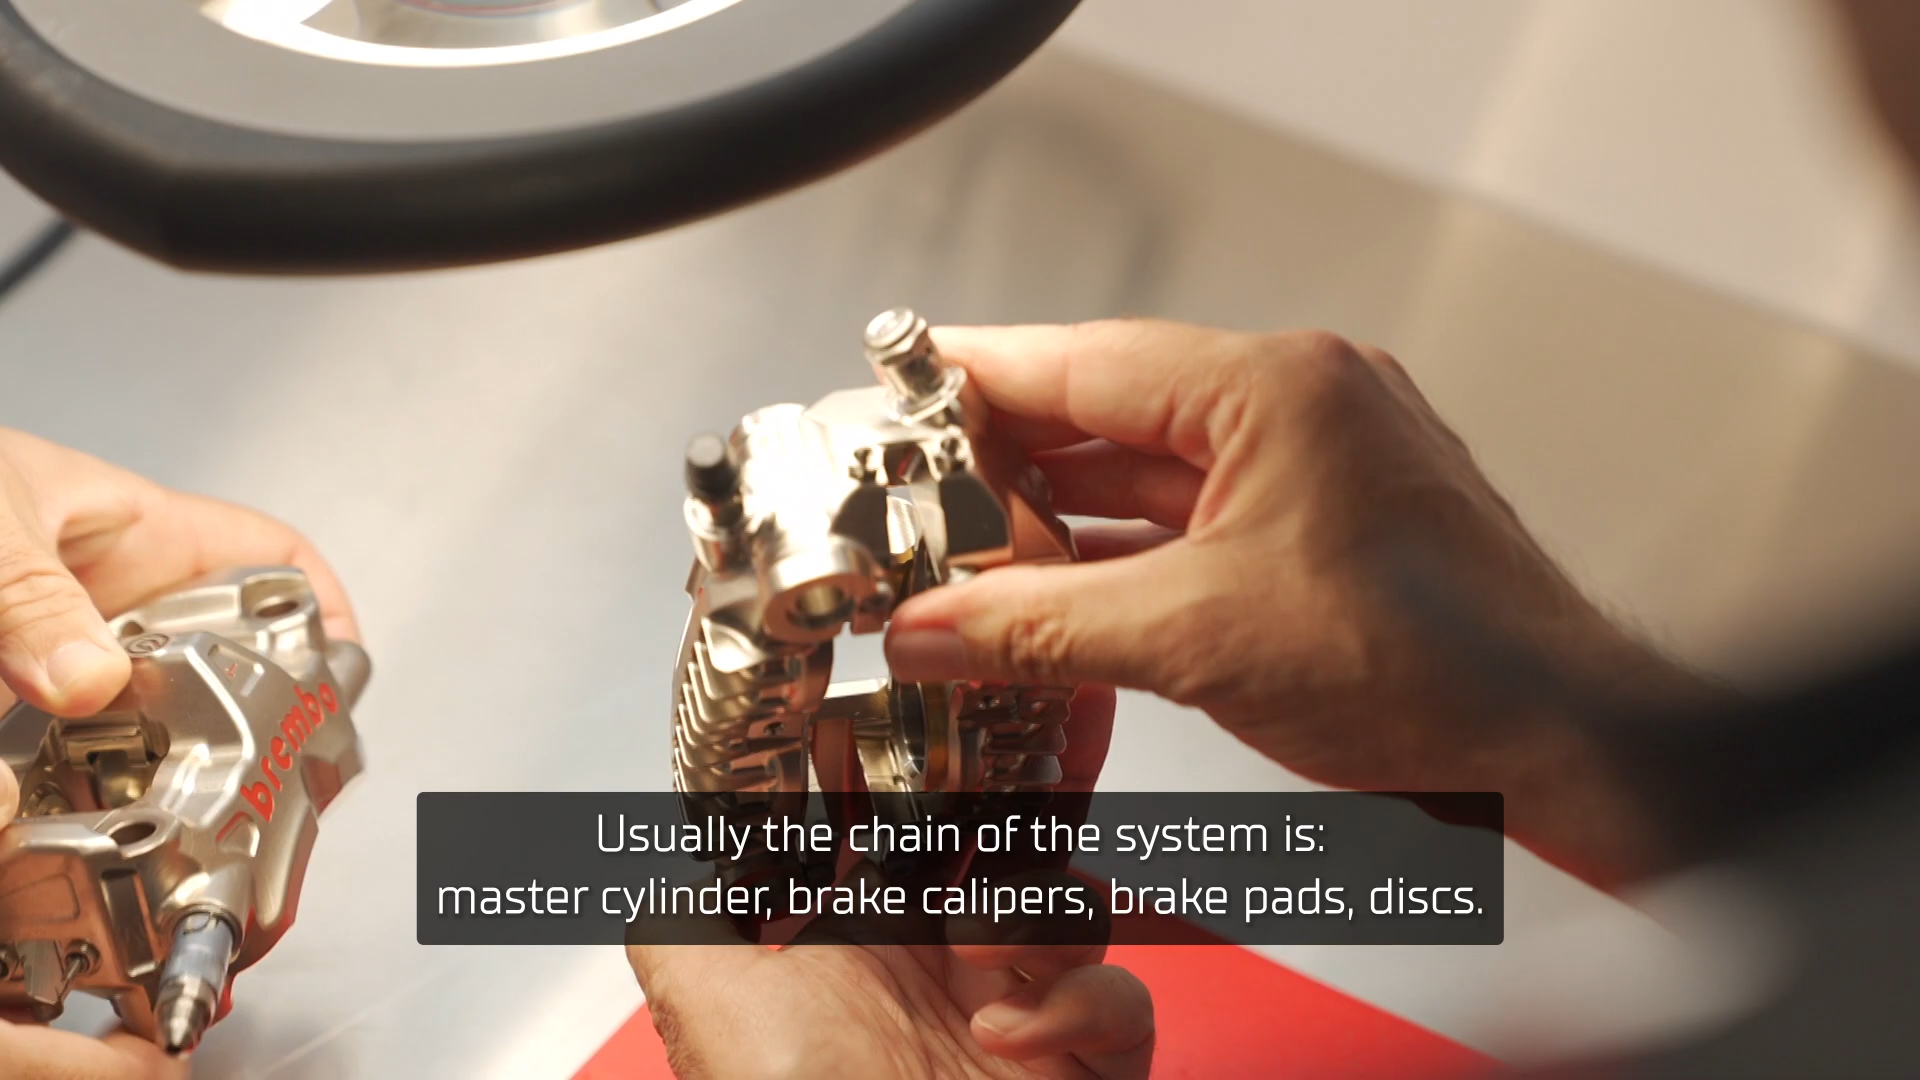 brembo
Usually the chain of the system is:
master cylinder, brake calipers, brake pads, discs.